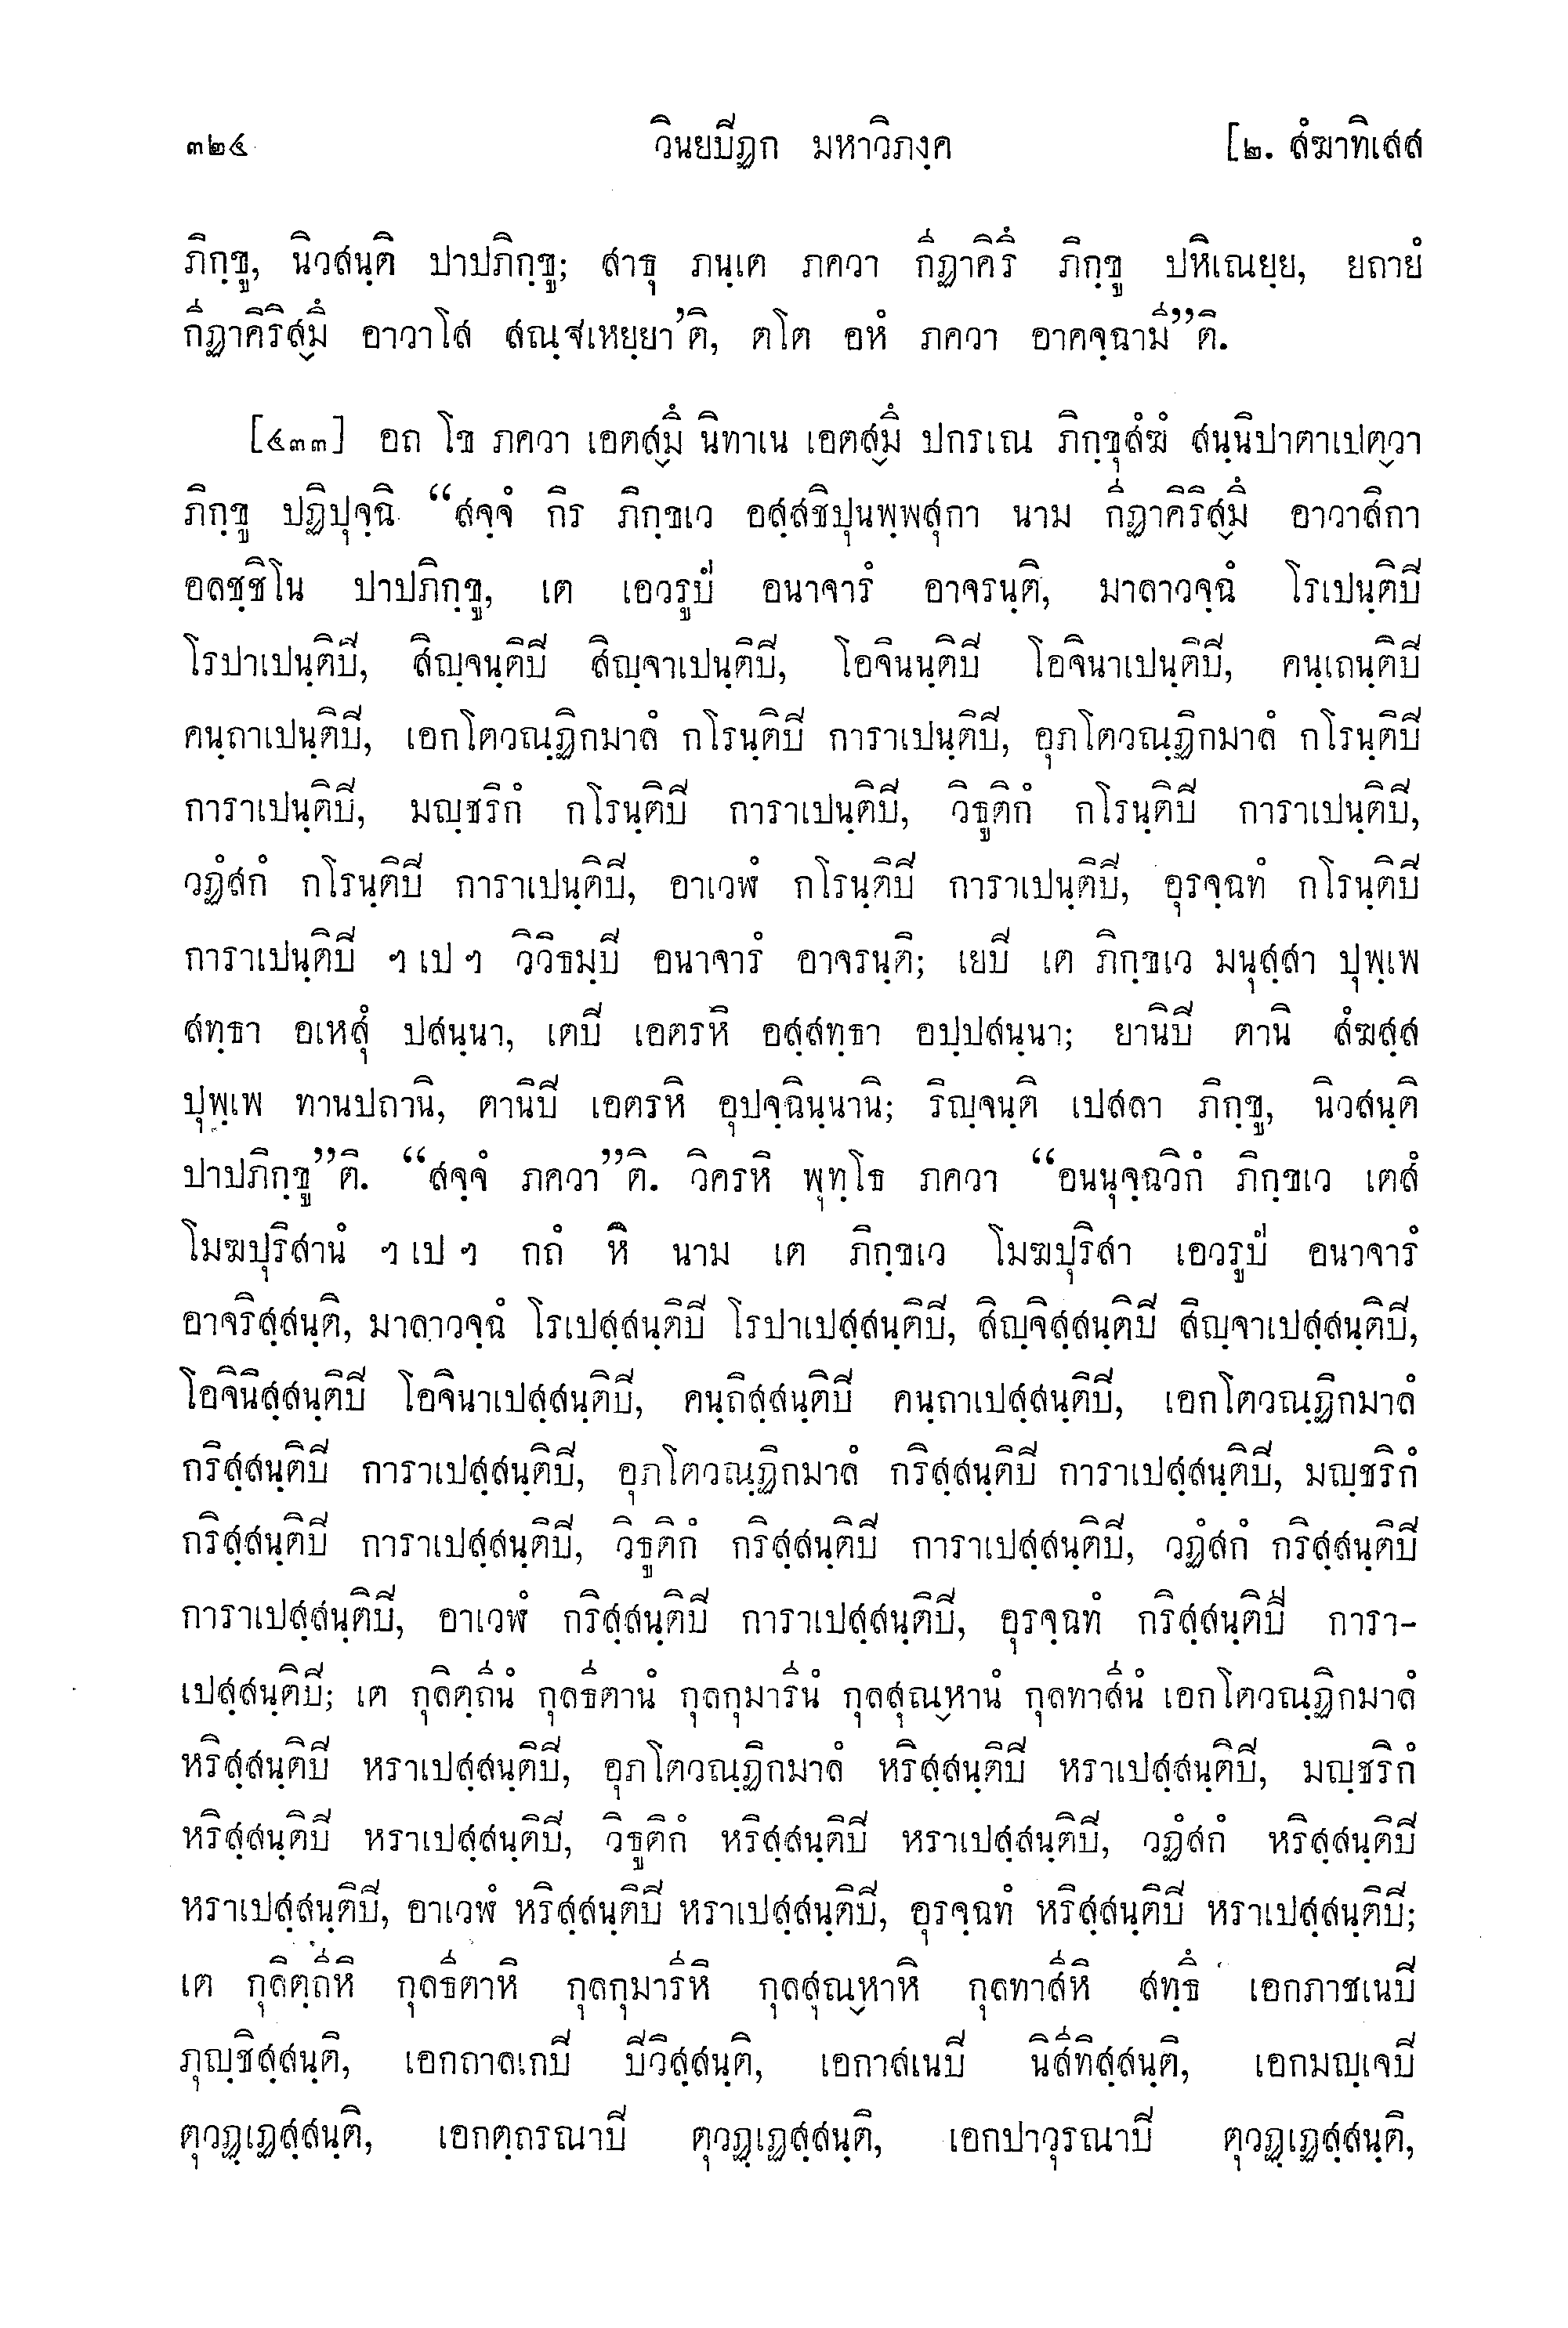 ๓๒๔ วินยปิฏก มหาวิภงฺค [๒. สํฆาทิเสส
ภิกฺขู, นิวสนฺติ ปาปภิกฺขู; สาธุ ภนฺเต ภควา กีฏาคิรึ ภิกฺขู ปหิเณยฺย, ยถายํ
กีฏาคิริสฺมึ อาวาโส สณฺฐเหยฺยา’ติ, ตโต อหํ ภควา อาคจฺฉามี”ติ.
[๔๓๓] อถ โข ภควา เอตสฺมึ นิทาเน เอตสฺมึ ปกรเณ ภิกฺขุสํฆํ สนฺนิปาตาเปตฺวา
ภิกฺขู ปฏิปุจฺฉิ “สจฺจํ กิร ภิกฺขเว อสฺสชิปุนพฺพสุกา นาม กีฏาคิริสฺมึ อาวาสิกา
อลชฺชิโน ปาปภิกฺขู, เต เอวรูปํ อนาจารํ อาจรนฺติ, มาลาวจฺฉํ โรเปนฺติปิ
โรปาเปนฺติปิ, สิญฺจนฺติปิ สิญฺจาเปนฺติปิ, โอจินนฺติปิ โอจินาเปนฺติปิ, คนฺเถนฺติปิ
คนฺถาเปนฺติปิ, เอกโตวณฺฏิกมาลํ กโรนฺติปิ การาเปนฺติปิ, อุภโตวณฺฏิกมาลํ กโรนฺติปิ
การาเปนฺติปิ, มญฺชริกํ กโรนฺติปิ การาเปนฺติปิ, วิธูติกํ กโรนฺติปิ การาเปนฺติปิ,
วฏํสกํ กโรนฺติปิ การาเปนฺติปิ, อาเวฬํ กโรนฺติปิ การาเปนฺติปิ, อุรจฺฉทํ กโรนฺติปิ
การาเปนฺติปิ ฯ เป ฯ วิวิธมฺปิ อนาจารํ อาจรนฺติ; เยปิ เต ภิกฺขเว มนุสฺสา ปุพฺเพ
สทฺธา อเหสุํ ปสนฺนา, เตปิ เอตรหิ อสฺสทฺธา อปฺปสนฺนา; ยานิปิ ตานิ สํฆสฺส
ปุพฺเพ ทานปถานิ, ตานิปิ เอตรหิ อุปจฺฉินฺนานิ; ริญฺจนฺติ เปสลา ภิกฺขู, นิวสนฺติ
ปาปภิกฺขู”ติ. “สจฺจํ ภควา”ติ. วิครหิ พุทฺโธ ภควา “อนนุจฺฉวิกํ ภิกฺขเว เตสํ
โมฆปุริสานํ ฯ เป ฯ กถํ หิ นาม เต ภิกฺขเว โมฆปุริสา เอวรูปํ อนาจารํ
อาจริสฺสนฺติ, มาลาวจฺฉํ โรเปสฺสนฺติปิ โรปาเปสฺสนฺติปิ, สิญฺจิสฺสนฺติปิ สิญฺจาเปสฺสนฺติปิ,
โอจินิสฺสนฺติปิ โอจินาเปสฺสนฺติปิ, คนฺถิสฺสนฺติปิ คนฺถาเปสฺสนฺติปิ, เอกโตวณฺฏิกมาลํ
กริสฺสนฺติปิ การาเปสฺสนฺติปิ, อุภโตวณฺฏิกมาลํ กริสฺสนฺติปิ การาเปสฺสนฺติปิ, มญฺชริกํ
กริสฺสนฺติปิ การาเปสฺสนฺติปิ, วิธูติกํ กริสฺสนฺติปิ การาเปสฺสนฺติปิ, วฏํสกํ กริสฺสนฺติปิ
การาเปสฺสนฺติปิ, อาเวฬํ กริสฺสนฺติปิ การาเปสฺสนฺติปิ, อุรจฺฉทํ กริสฺสนฺติปิ การา-
เปสฺสนฺติปิ; เต กุลิตฺถีนํ กุลธีตานํ กุลกุมารีนํ กุลสุณฺหานํ กุลทาสีนํ เอกโตวณฺฏิกมาลํ
หริสฺสนฺติปิ หราเปสฺสนฺติปิ, อุภโตวณฺฏิกมาลํ หริสฺสนฺติปิ หราเปสฺสนฺติปิ, มญฺชริกํ
หริสฺสนฺติปิ หราเปสฺสนฺติปิ, วิธูติกํ หริสฺสนฺติปิ หราเปสฺสนฺติปิ, วฏํสกํ หริสฺสนฺติปิ
หราเปสฺสนฺติปิ, อาเวฬํ หริสฺสนฺติปิ หราเปสฺสนฺติปิ, อุรจฺฉทํ หริสฺสนฺติปิ หราเปสฺสนฺติปิ;
เต กุลิตฺถีหิ กุลธีตาหิ กุลกุมารีหิ กุลสุณฺหาหิ กุลทาสีหิ สทฺธึ เอกภาชเนปิ
ภุญฺชิสฺสนฺติ, เอกถาลเกปิ ปิวิสฺสนฺติ, เอกาสเนปิ นิสีทิสฺสนฺติ, เอกมญฺเจปิ
ตุวฏฺเฏสฺสนฺติ, เอกตฺถรณาปิ ตุวฏฺเฏสฺสนฺติ, เอกปาวุรณาปิ ตุวฏฺเฏสฺสนฺติ,